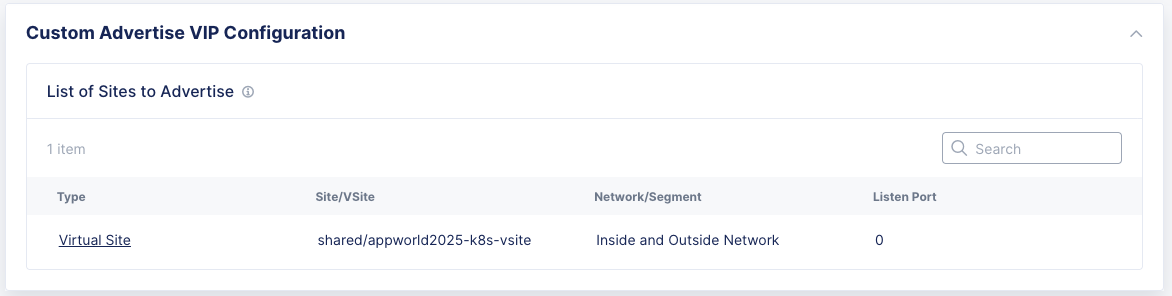 Custom Advertise VIP Configuration
List of Sites to Advertise
1 item
Search
Type Site/VSite Network/Segment Listen Port
Virtual Site shared/appworld2025-k8s-vsite Inside and Outside Network 0